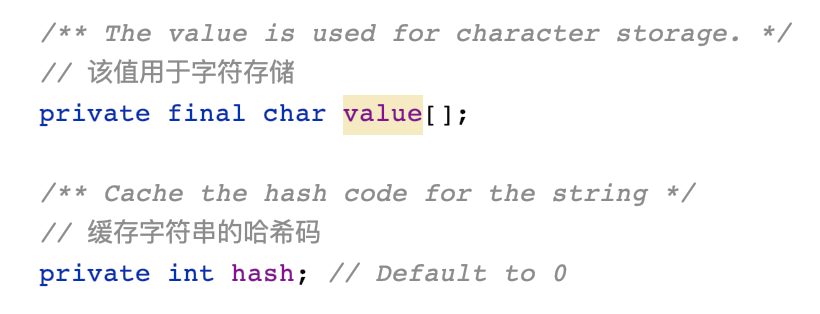 /** The value is used for character storage. */
// 该值用于字符存储
private final char value[];
/** Cache the hash code for the string */
// 缓存字符串的哈希码
private int hash; // Default to 0